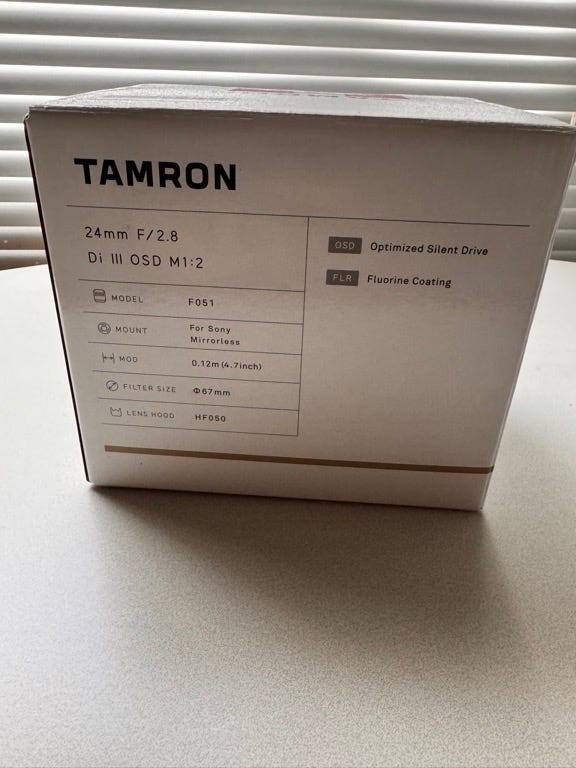 TAMRON
24mm F/2.8
Di III OSD M1:2
MODEL F051
MOUNT For Sony
Mirrorless
MOD 0.12m(4.7inch)
FILTER SIZE Φ67mm
LENS HOOD HF050
OSD Optimized Silent Drive
FLR Fluorine Coating